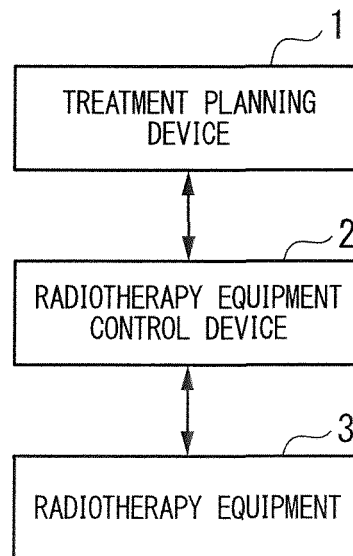 1
TREATMENT PLANNING
DEVICE
2
RADIOTHERAPY EQUIPMENT
CONTROL DEVICE
3
RADIOTHERAPY EQUIPMENT